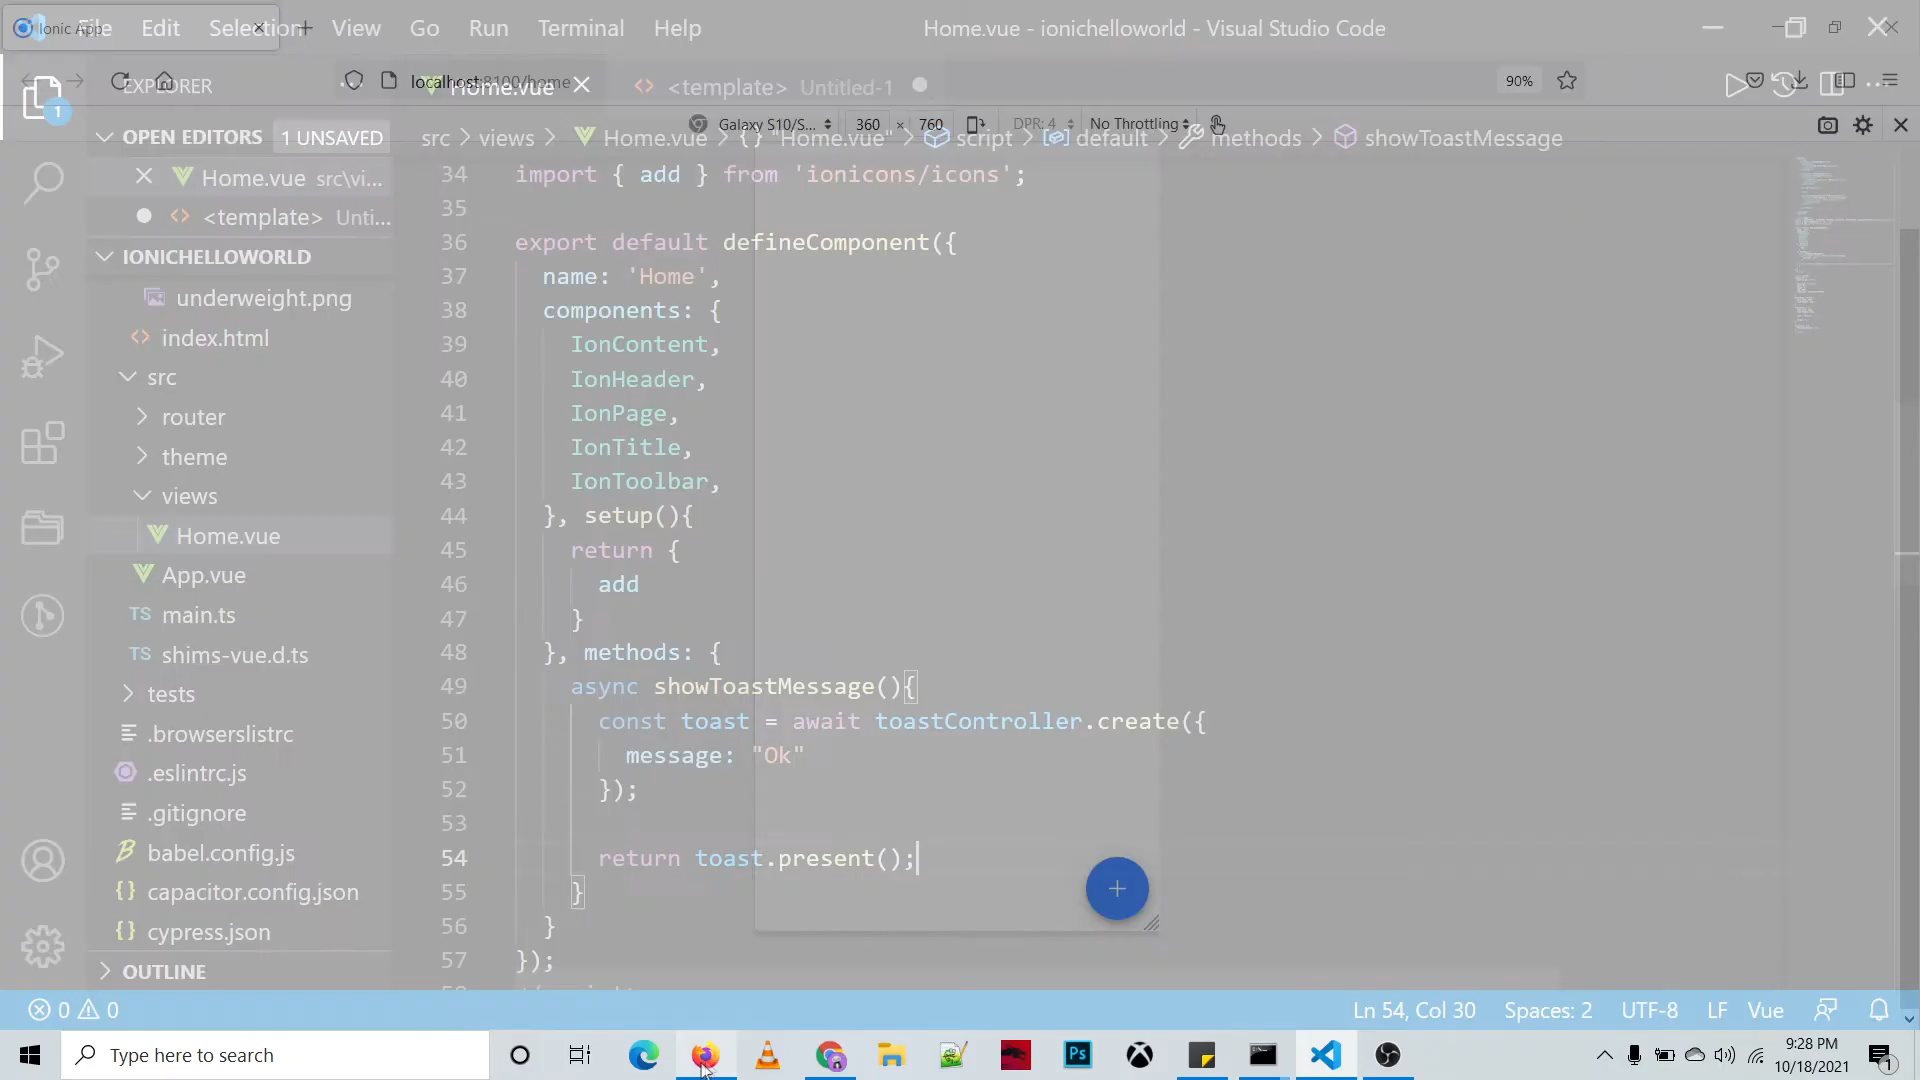 Ionic App
File Edit Selection View Go Run Terminal Help
Home.vue - ionichelloworld - Visual Studio Code
EXPLORER
localhost:8100/home
Home.vue
<template> Untitled-1
90%
1
OPEN EDITORS 1 UNSAVED
Galaxy S10/S... 360 × 760 DPR: 4 No Throttling
src > views > Home.vue > {} "Home.vue" > script > default > methods > showToastMessage
Home.vue src\vi...
<template> Unti...
IONICHELLOWORLD
underweight.png
index.html
src
router
theme
views
Home.vue
App.vue
TS main.ts
TS shims-vue.d.ts
tests
.browserslistrc
.eslintrc.js
.gitignore
babel.config.js
{} capacitor.config.json
{} cypress.json
OUTLINE
34 import { add } from 'ionicons/icons';
35
36 export default defineComponent({
37 name: 'Home',
38 components: {
39 IonContent,
40 IonHeader,
41 IonPage,
42 IonTitle,
43 IonToolbar,
44 }, setup(){
45 return {
46 add
47 }
48 }, methods: {
49 async showToastMessage(){
50 const toast = await toastController.create({
51 message: "Ok"
52 });
53
54 return toast.present();
55 }
56 }
57 });
0 0
Ln 54, Col 30 Spaces: 2 UTF-8 LF Vue
Type here to search
Ps
9:28 PM
10/18/2021
1